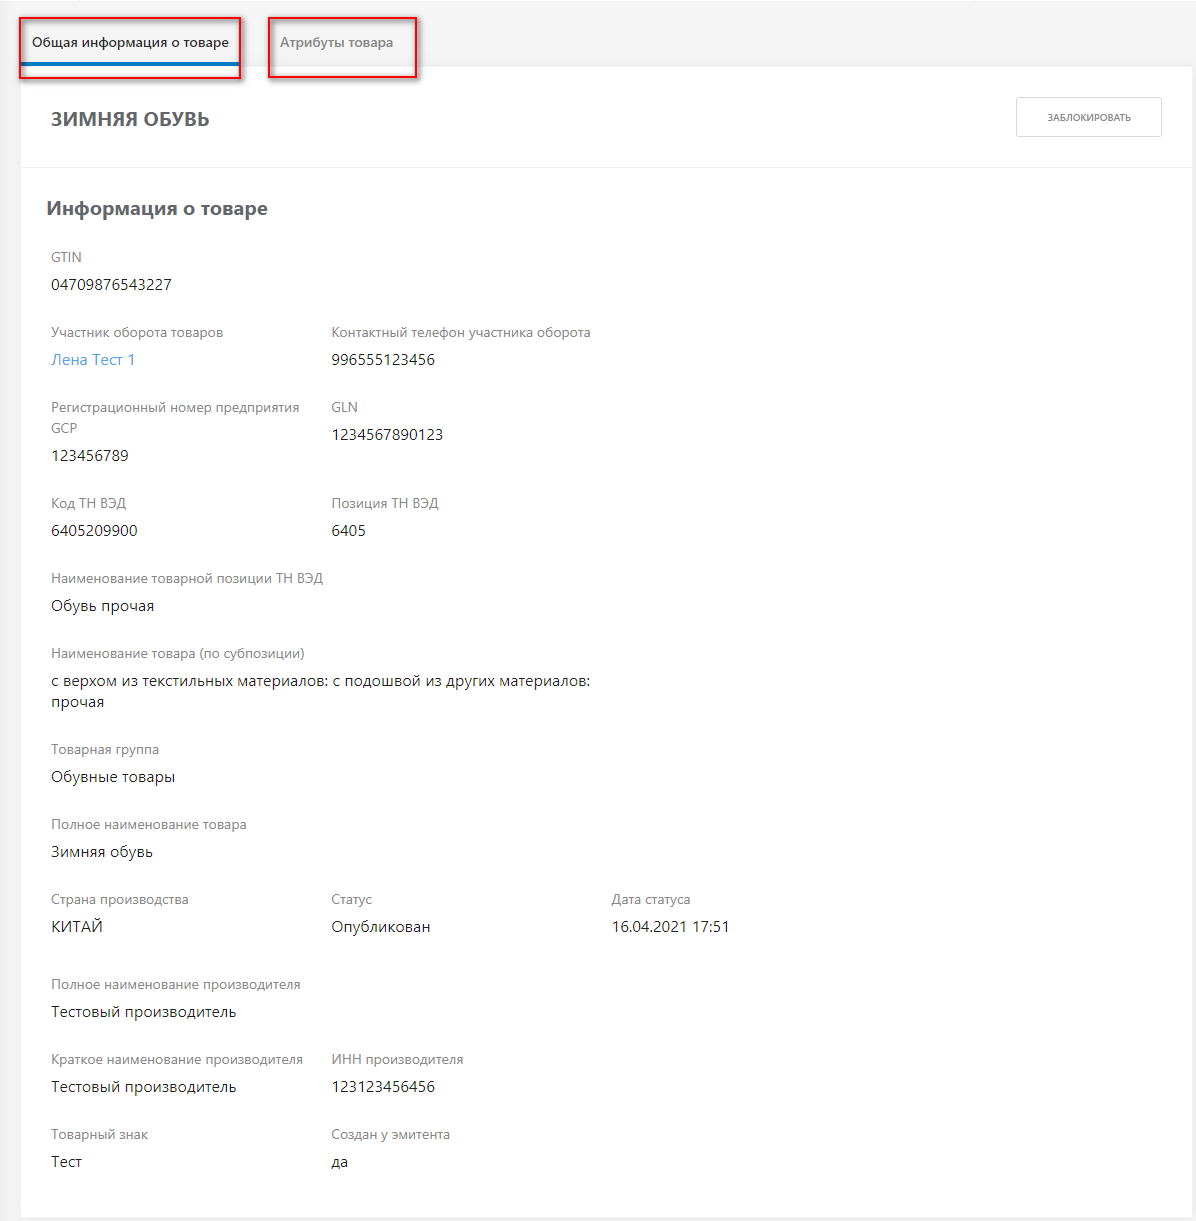 Общая информация о товаре
Атрибуты товара
ЗИМНЯЯ ОБУВЬ
ЗАБЛОКИРОВАТЬ
Информация о товаре
GTIN
04709876543227
Участник оборота товаров
Контактный телефон участника оборота
Лена Тест 1
996555123456
Регистрационный номер предприятия
GCP
GLN
123456789
1234567890123
Код ТН ВЭД
Позиция ТН ВЭД
6405209900
6405
Наименование товарной позиции ТН ВЭД
Обувь прочая
Наименование товара (по субпозиции)
с верхом из текстильных материалов: с подошвой из других материалов:
прочая
Товарная группа
Обувные товары
Полное наименование товара
Зимняя обувь
Страна производства
Статус
Дата статуса
КИТАЙ
Опубликован
16.04.2021 17:51
Полное наименование производителя
Тестовый производитель
Краткое наименование производителя
ИНН производителя
Тестовый производитель
123123456456
Товарный знак
Создан у эмитента
Тест
да